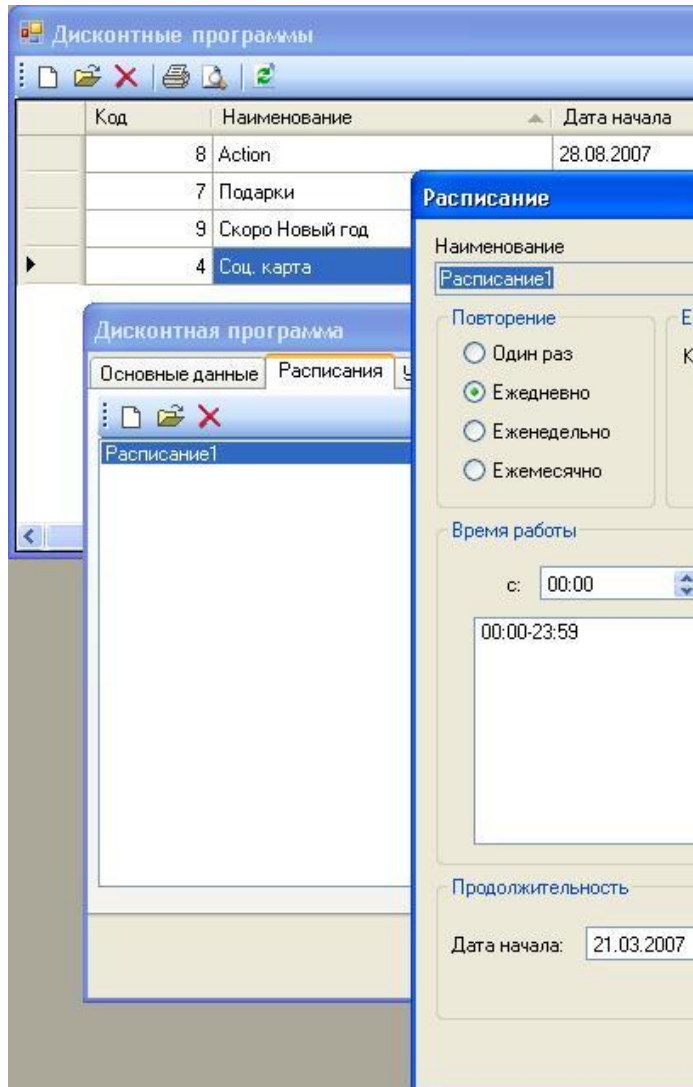 Дисконтные программы
Код Наименование Дата начала
8 Action 28.08.2007
7 Подарки
9 Скоро Новый год
4 Соц. карта
Расписание
Наименование
Расписание1
Повторение
Один раз
Ежедневно
Еженедельно
Ежемесячно
Время работы
с: 00:00
00:00-23:59
Продолжительность
Дата начала: 21.03.2007
Дисконтная программа
Основные данные Расписания
Расписание1